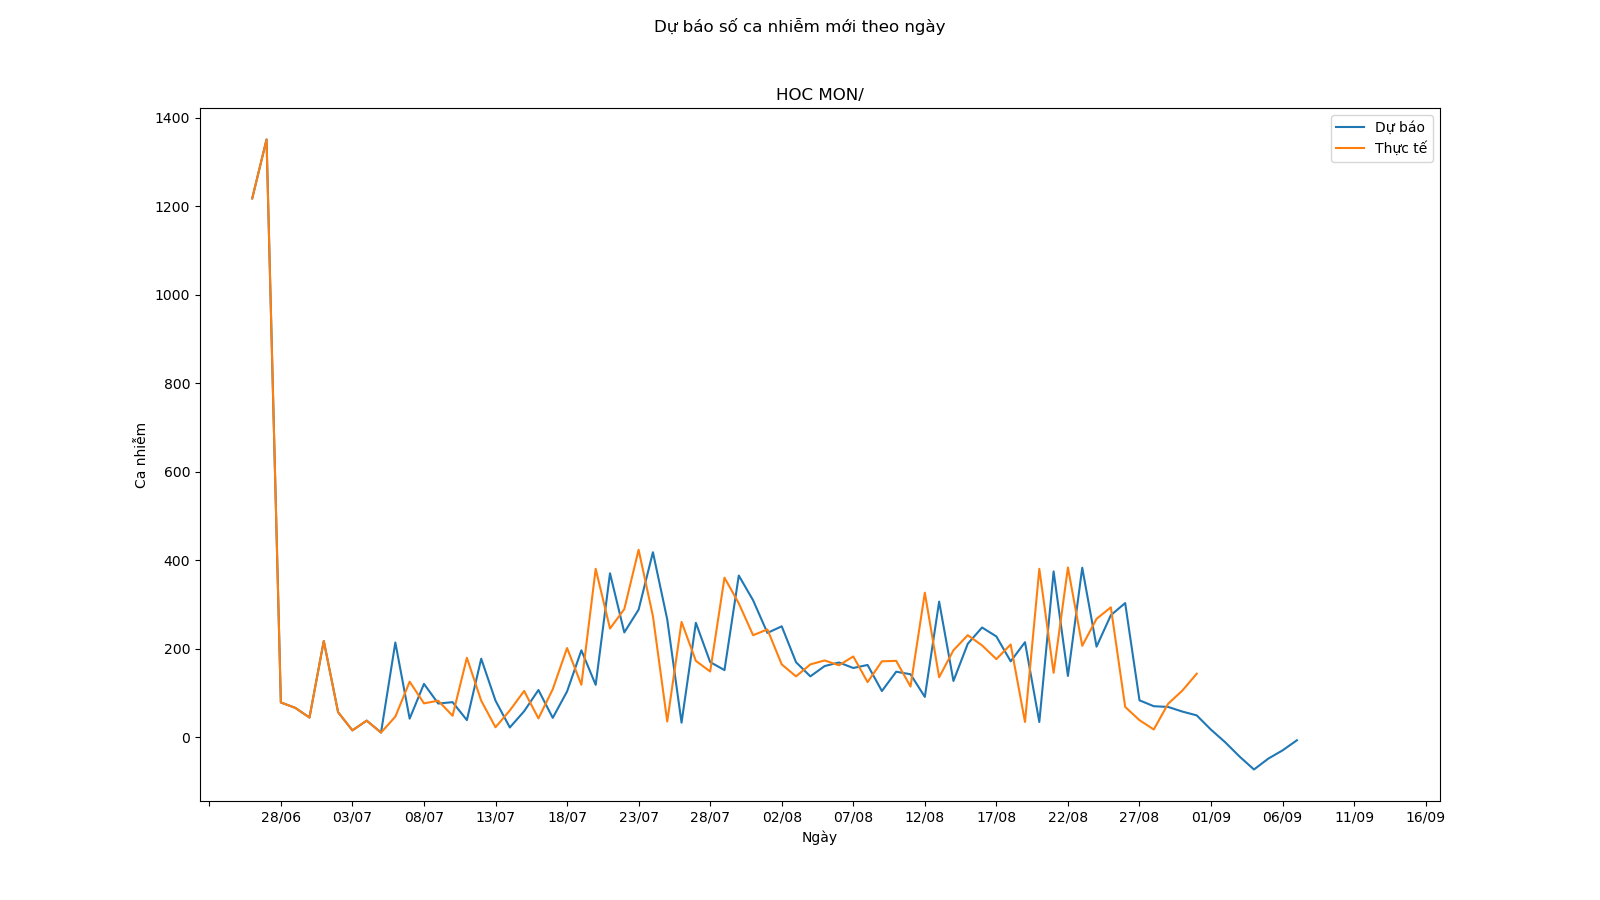 Dự báo số ca nhiễm mới theo ngày
HOC MON/
1400
1200
1000
800
600
400
200
0
Ca nhiễm
Dự báo
Thực tế
28/06 03/07 08/07 13/07 18/07 23/07 28/07 02/08 07/08 12/08 17/08 22/08 27/08 01/09 06/09 11/09 16/09
Ngày